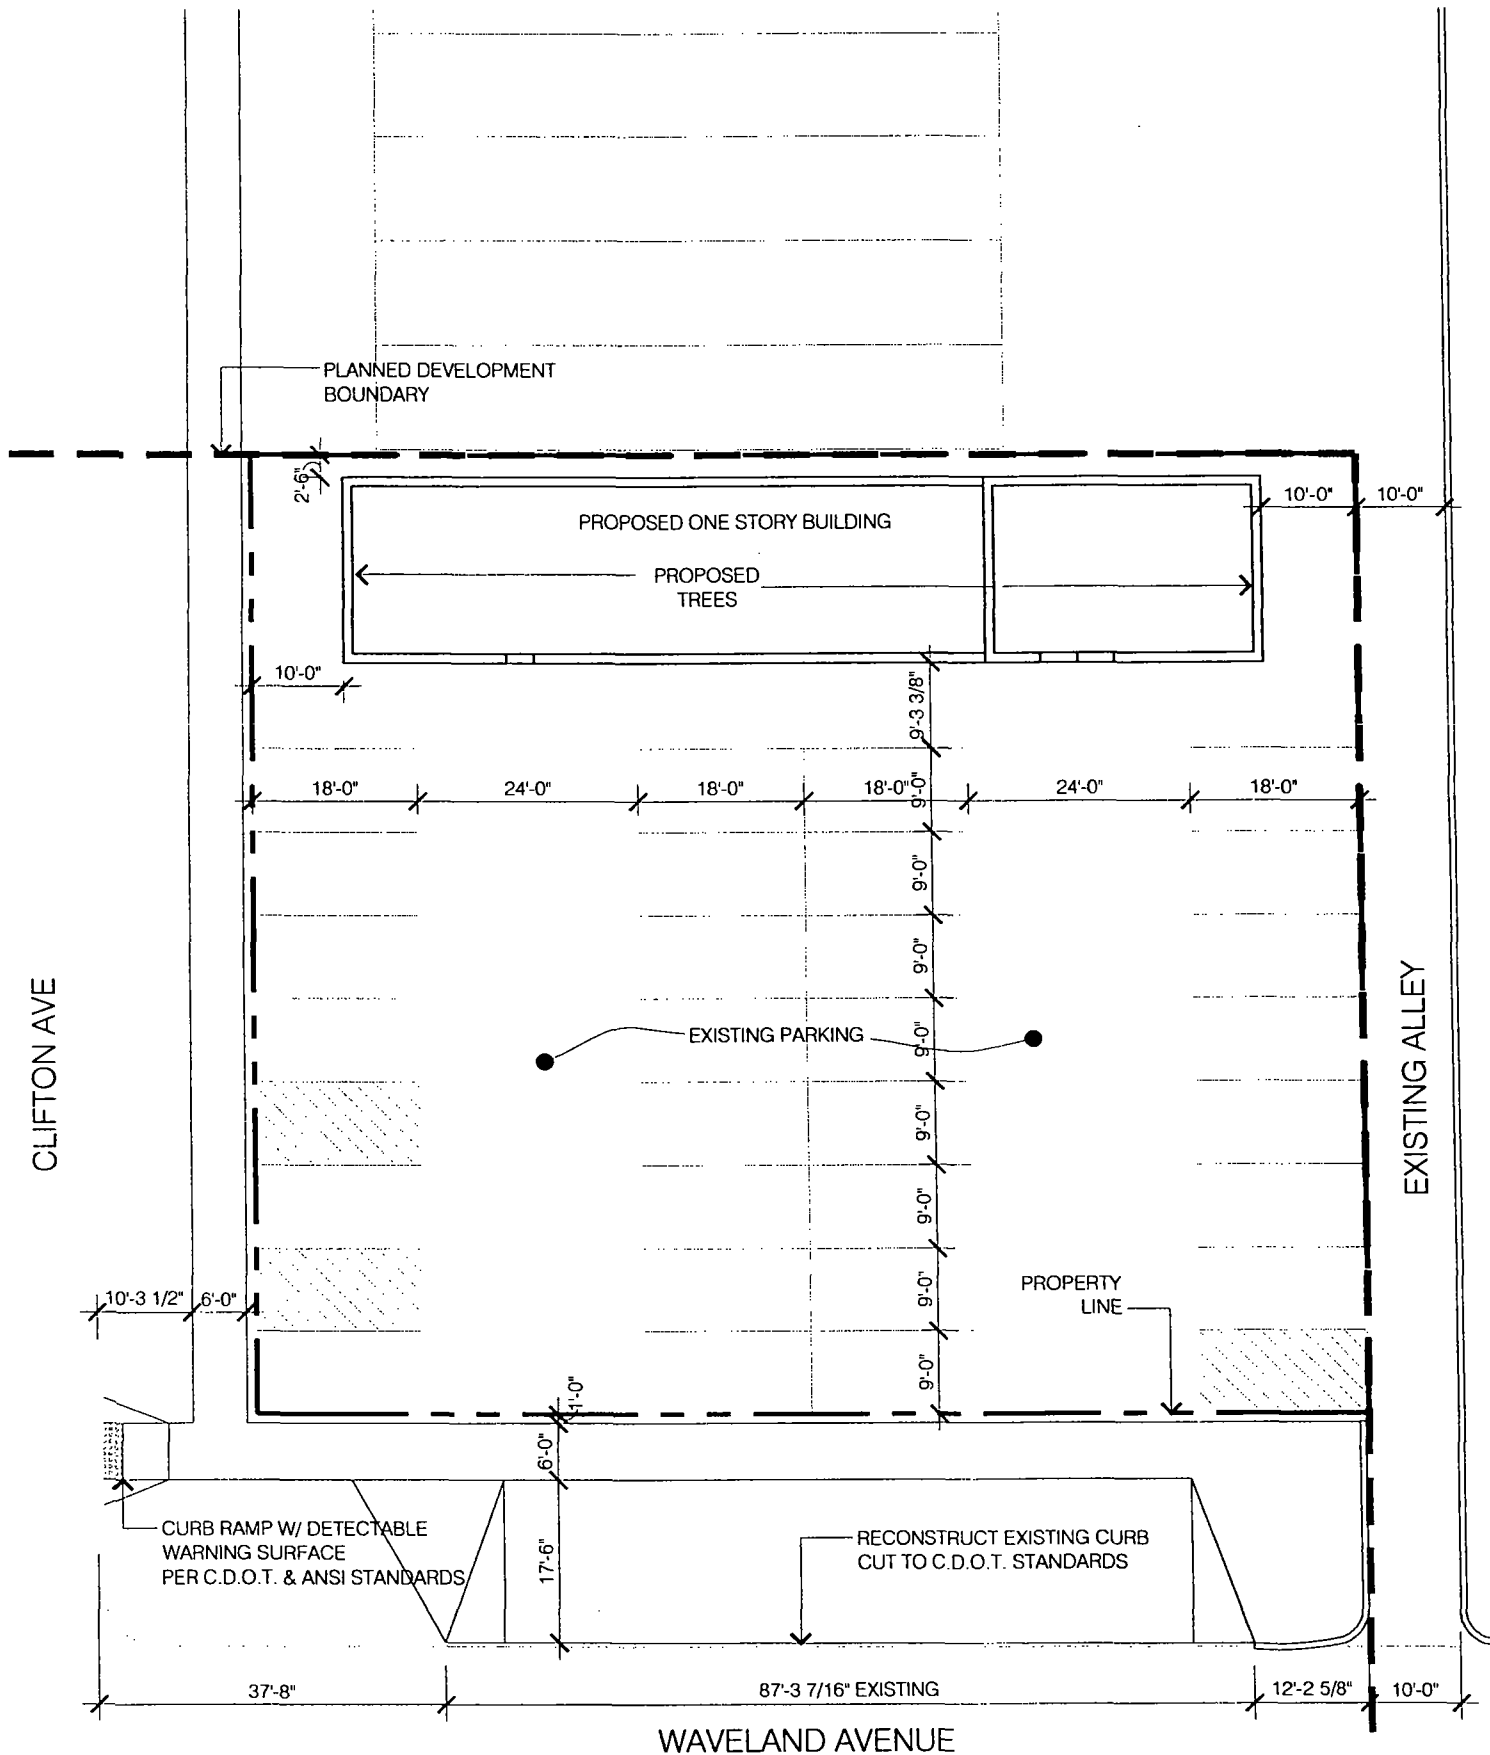 PLANNED DEVELOPMENT
BOUNDARY
2'-6"
10'-0"
10'-0"
PROPOSED ONE STORY BUILDING
PROPOSED
TREES
10'-0"
9'-3 3/8"
18'-0"
24'-0"
18'-0"
18'-0"
9'-0"
24'-0"
18'-0"
9'-0"
9'-0"
CLIFTON AVE
EXISTING PARKING
9'-0"
EXISTING ALLEY
9'-0"
9'-0"
10'-3 1/2"
6'-0"
9'-0"
PROPERTY
LINE
9'-0"
1'-0"
6'-0"
CURB RAMP W/ DETECTABLE
WARNING SURFACE
PER C.D.O.T. & ANSI STANDARDS
17'-6"
RECONSTRUCT EXISTING CURB
CUT TO C.D.O.T. STANDARDS
37'-8"
87'-3 7/16" EXISTING
12'-2 5/8"
10'-0"
WAVELAND AVENUE